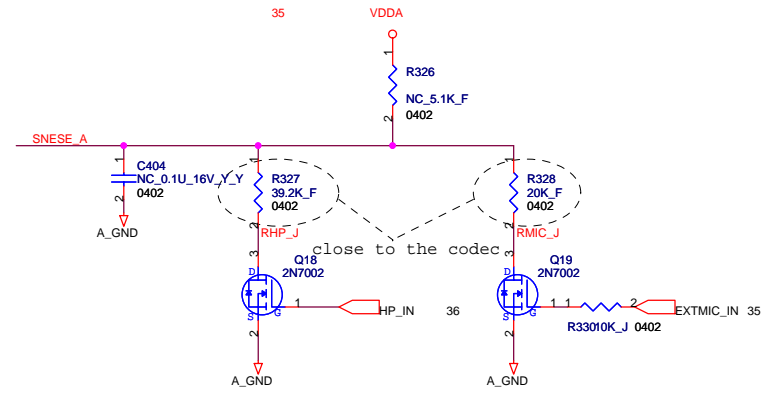 35
VDDA
1
R326
NC_5.1K_F
2
0402
SNESE_A
1
C404
NC_0.1U_16V_Y_Y
0402
2
A_GND
1
R327
39.2K_F
0402
2
RHP_J
1
R328
20K_F
0402
2
RMIC_J
close to the codec
3
Q18
2N7002
D
S
G
1
HP_IN
36
2
A_GND
3
Q19
2N7002
D
S
G
1
1
2
EXTMIC_IN
35
R33010K_J
0402
2
A_GND